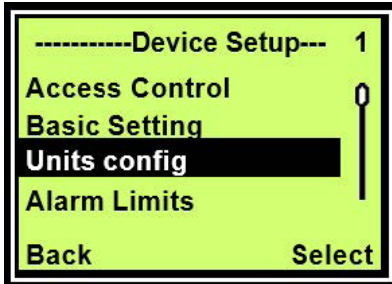 -----------Device Setup--- 1
Access Control
Basic Setting
Units config
Alarm Limits
Back Select